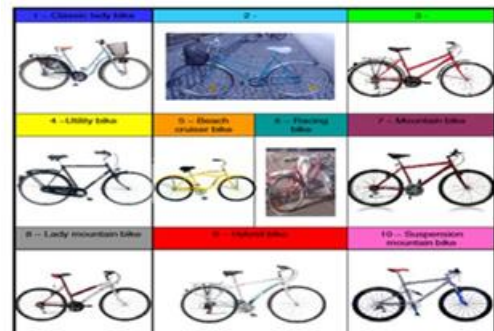 1 - Classic lady bike
2 -
3 -
4 -Utility bike
5 - Beach
cruiser bike
6 - Racing
bike
7 - Mountain bike
8 - Lady mountain bike
9 - Hybrid bike
10 - Suspension
mountain bike